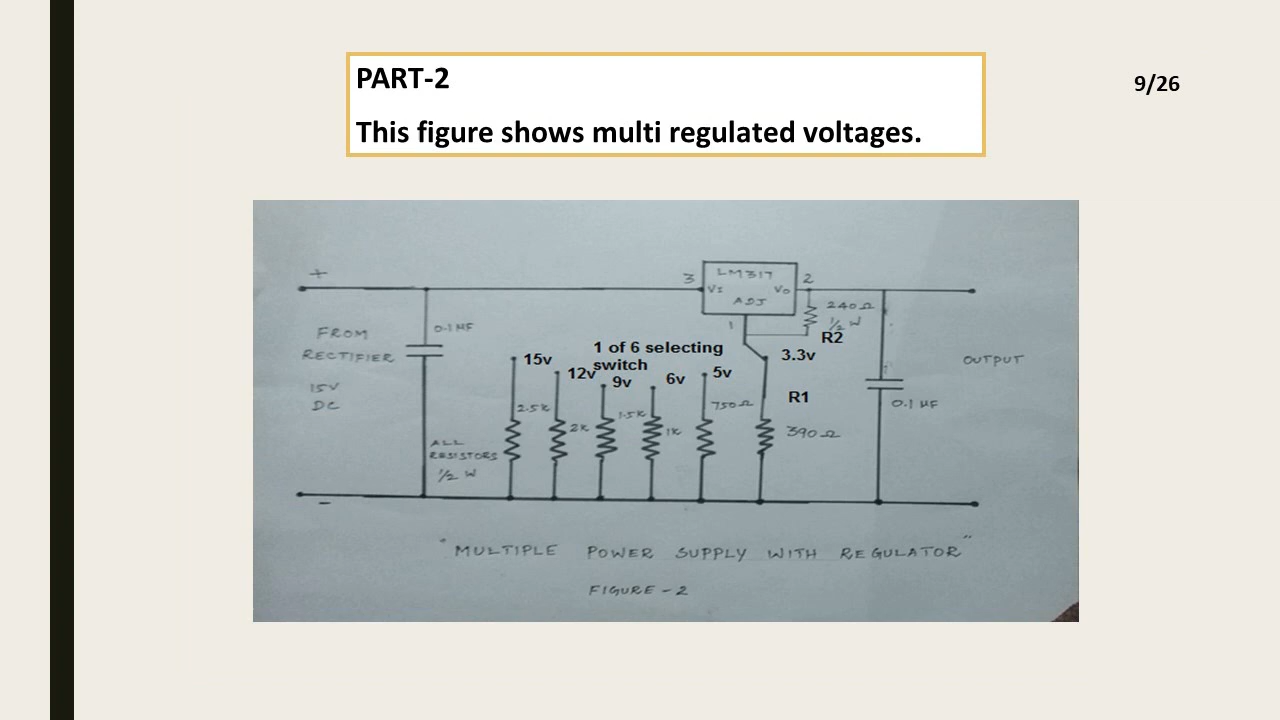 PART-2
This figure shows multi regulated voltages.
9/26
+
3
LM317
2
VI
Vo
ADJ
1
240Ω
½ W
R2
FROM
RECTIFIER
15V
DC
0.1 MF
1 of 6 selecting
switch
15v
12v
9v
6v
5v
3.3v
OUTPUT
R1
2.5K
2K
1.5K
1K
750Ω
390Ω
0.1 MF
ALL
RESISTORS
½ W
−
"MULTIPLE POWER SUPPLY WITH REGULATOR"
FIGURE - 2